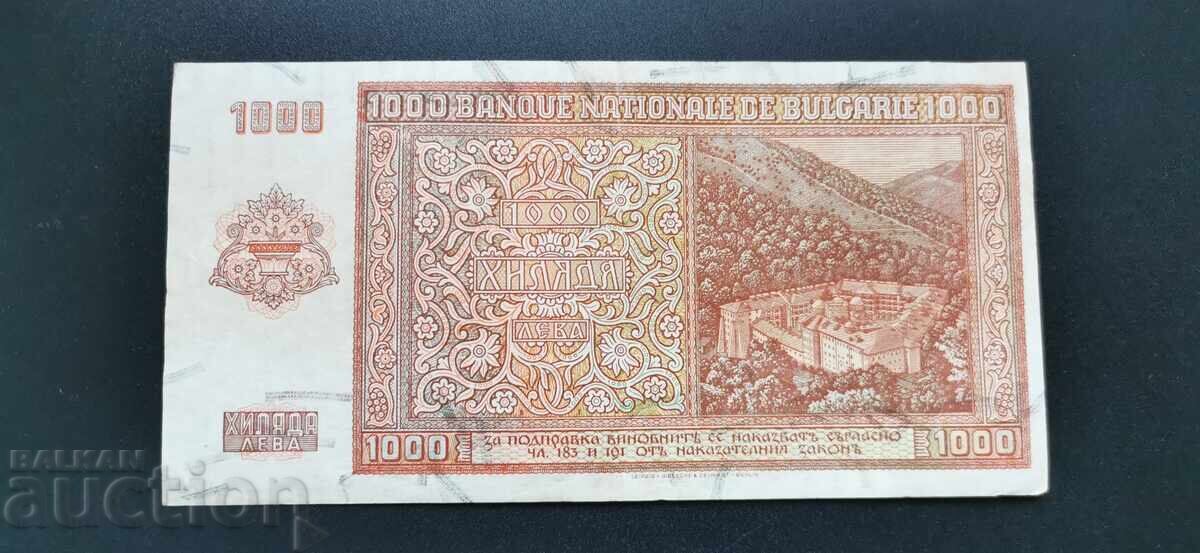 1000 BANQUE NATIONALE DE BULGARIE 1000
1000
1000
ХИЛЯДА
ЛЕВА
ХИЛЯДА
ЛЕВА
1000
ЗА ПОДПРАВКА ВИНОВНИТѢ СЕ НАКАЗВАТЪ СЪГЛАСНО
ЧЛ. 183 И 191 ОТЪ НАКАЗАТЕЛНИЯ ЗАКОНЪ
1000
BALKAN
auction